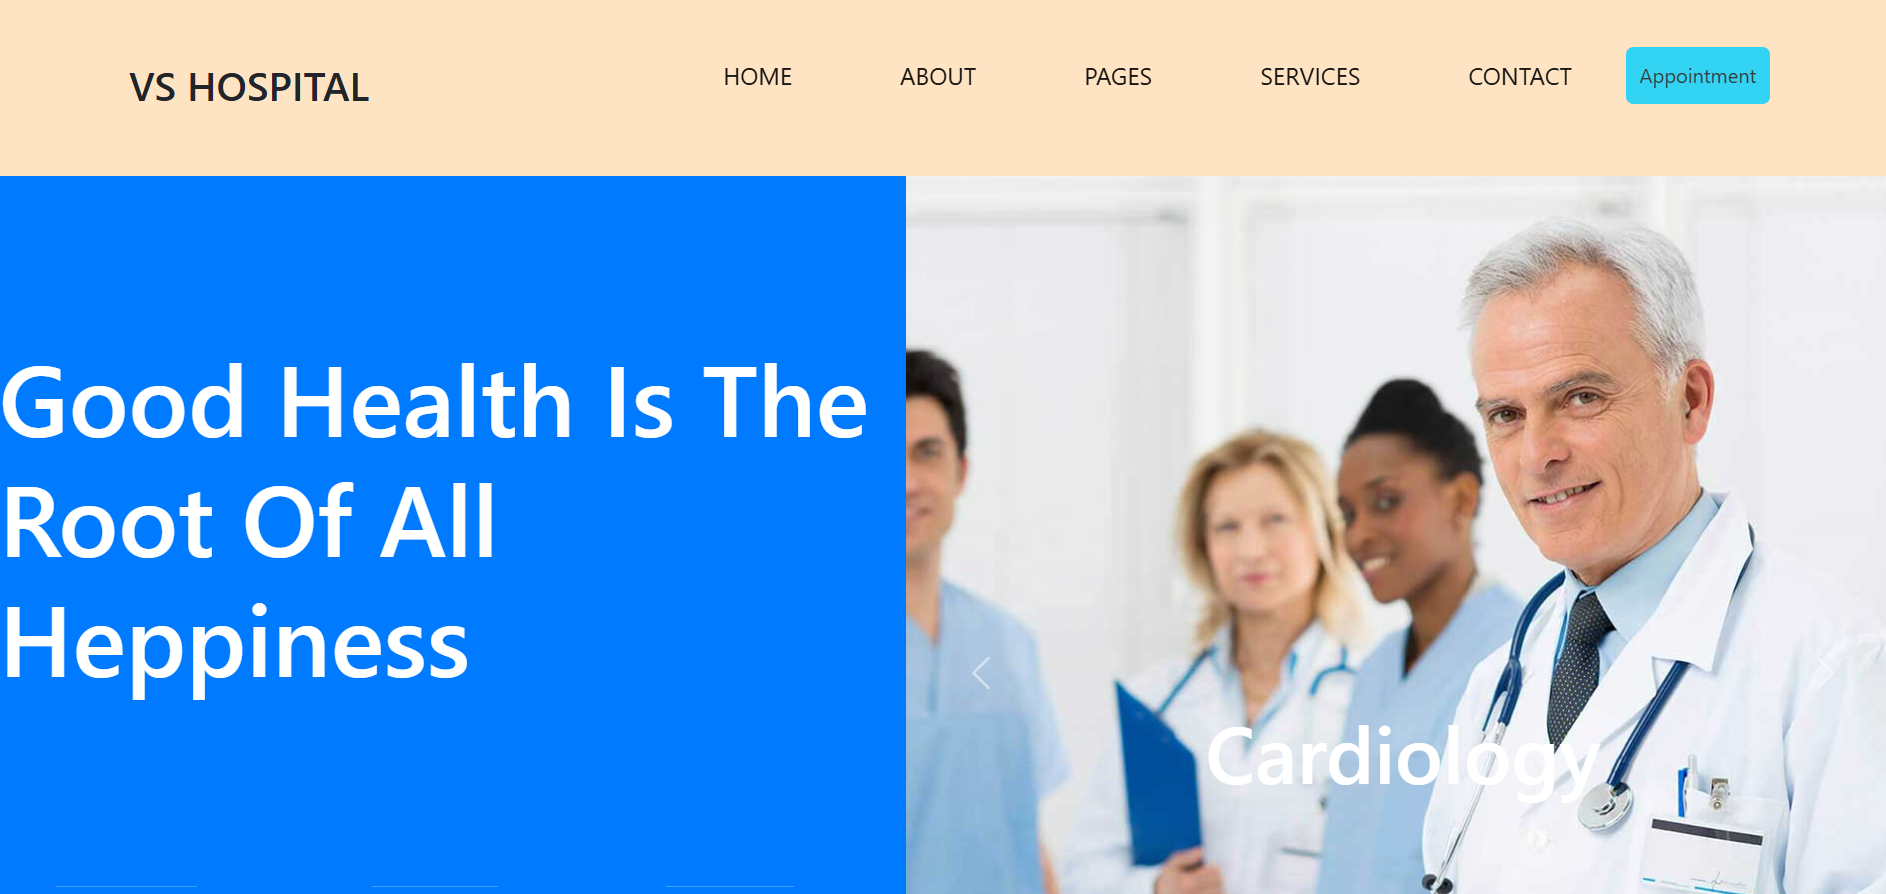 VS HOSPITAL
HOME ABOUT PAGES SERVICES CONTACT Appointment
Good Health Is The
Root Of All
Heppiness
Cardiology